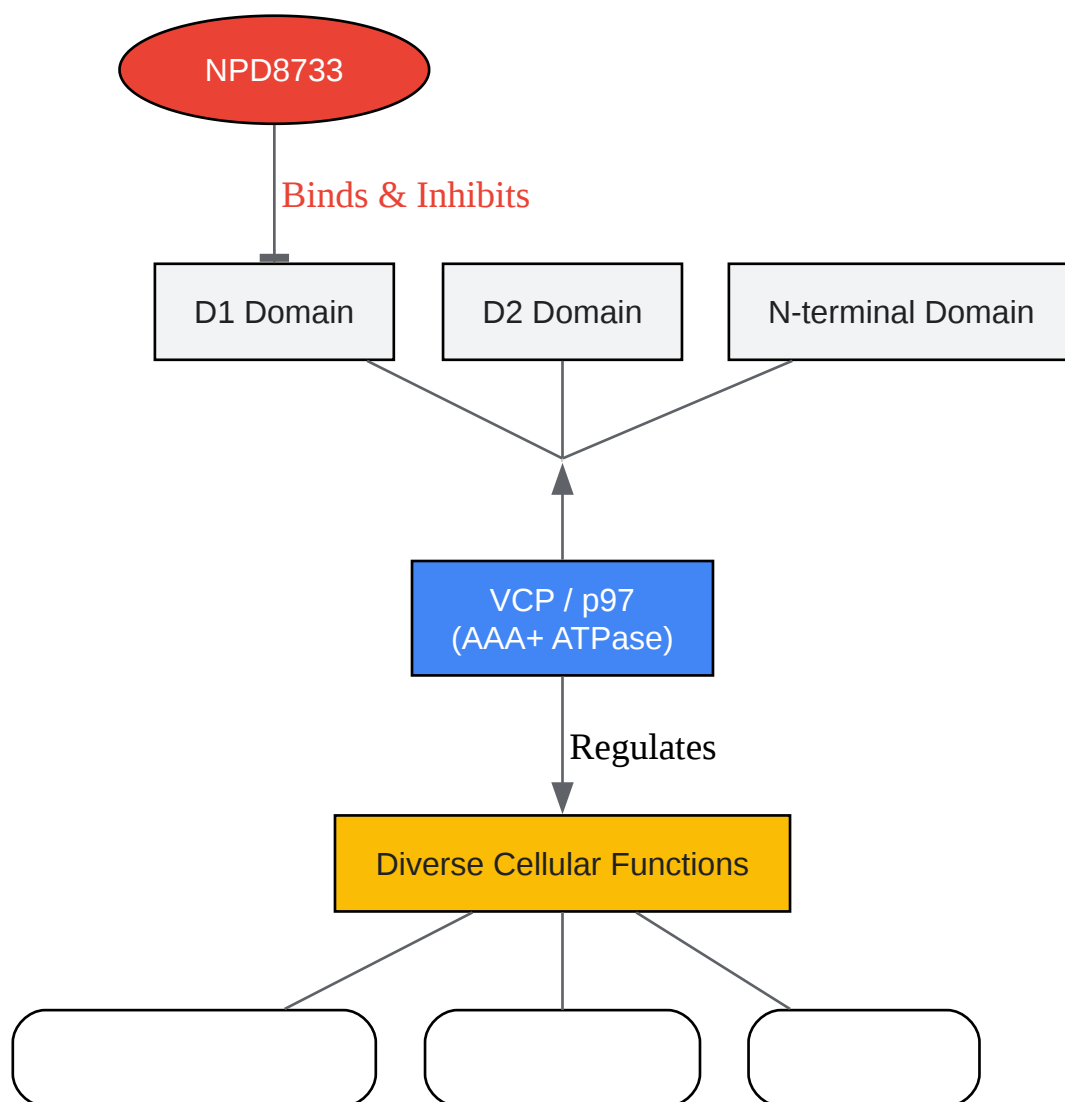 NPD8733
Binds & Inhibits
D1 Domain
D2 Domain
N-terminal Domain
VCP / p97
(AAA+ ATPase)
Regulates
Diverse Cellular Functions